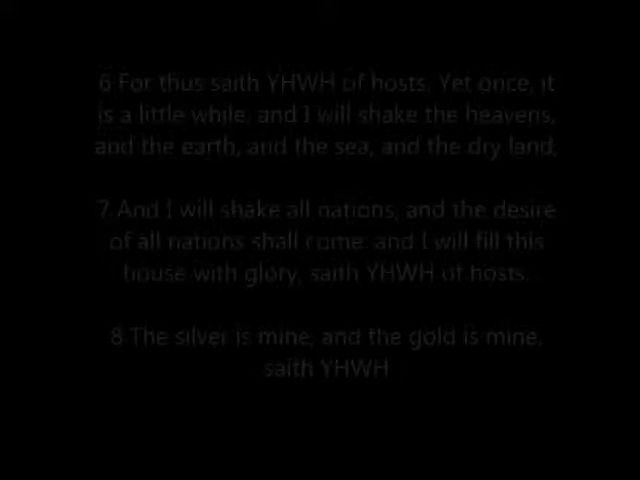 6 For thus saith YHWH of hosts, Yet once, it
is a little while, and I will shake the heavens,
and the earth, and the sea, and the dry land;
7 And I will shake all nations, and the desire
of all nations shall come: and I will fill this
house with glory, saith YHWH of hosts.
8 The silver is mine, and the gold is mine,
saith YHWH